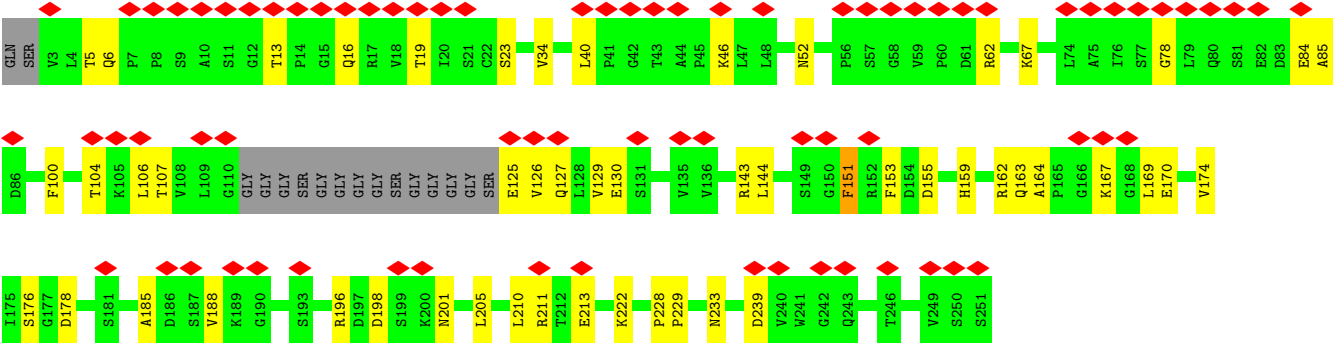 GLN SER V3 L4 T5 Q6 P7 P8 S9 A10 S11 G12 T13 P14 G15 Q16 R17 V18 T19 I20 S21 C22 S23 V34 L40 P41 G42 T43 A44 P45 K46 L47 L48 N52 P56 S57 G58 V59 P60 D61 R62 K67 L74 A75 I76 S77 G78 L79 Q80 S81 E82 D83 E84 A85
D86 F100 T104 K105 L106 T107 V108 L109 G110 GLY GLY GLY SER GLY GLY GLY GLY SER GLY GLY GLY GLY SER E125 V126 Q127 L128 V129 E130 S131 V135 V136 R143 L144 S149 G150 F151 R152 F153 D154 D155 H159 R162 Q163 A164 P165 G166 K167 G168 L169 E170 V174
I175 S176 G177 D178 S181 A185 D186 S187 V188 K189 G190 S193 R196 D197 D198 S199 K200 N201 L205 L210 R211 T212 E213 K222 P228 P229 N233 D239 V240 W241 G242 Q243 T246 V249 S250 S251